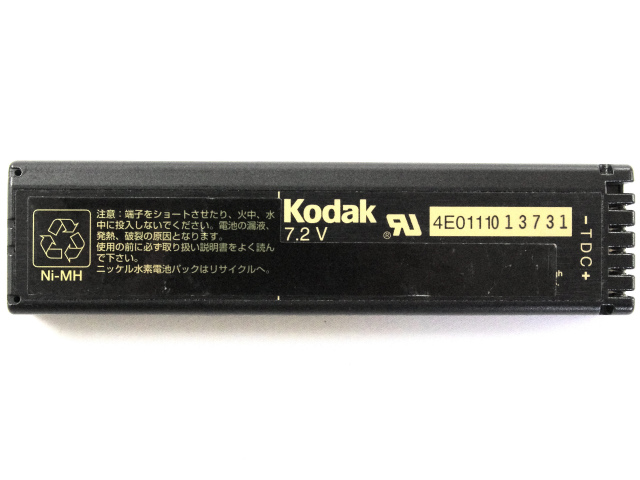 注意：端子をショートさせたり、火中、水
中に投入しないでください。電池の漏液、
発熱、破裂の原因となります。
使用の前に必ず取り扱い説明書をよく読ん
で下さい。
ニッケル水素電池パックはリサイクルへ。
Ni-MH
Kodak
7.2 V
®
4E01110 13731
- T D C +